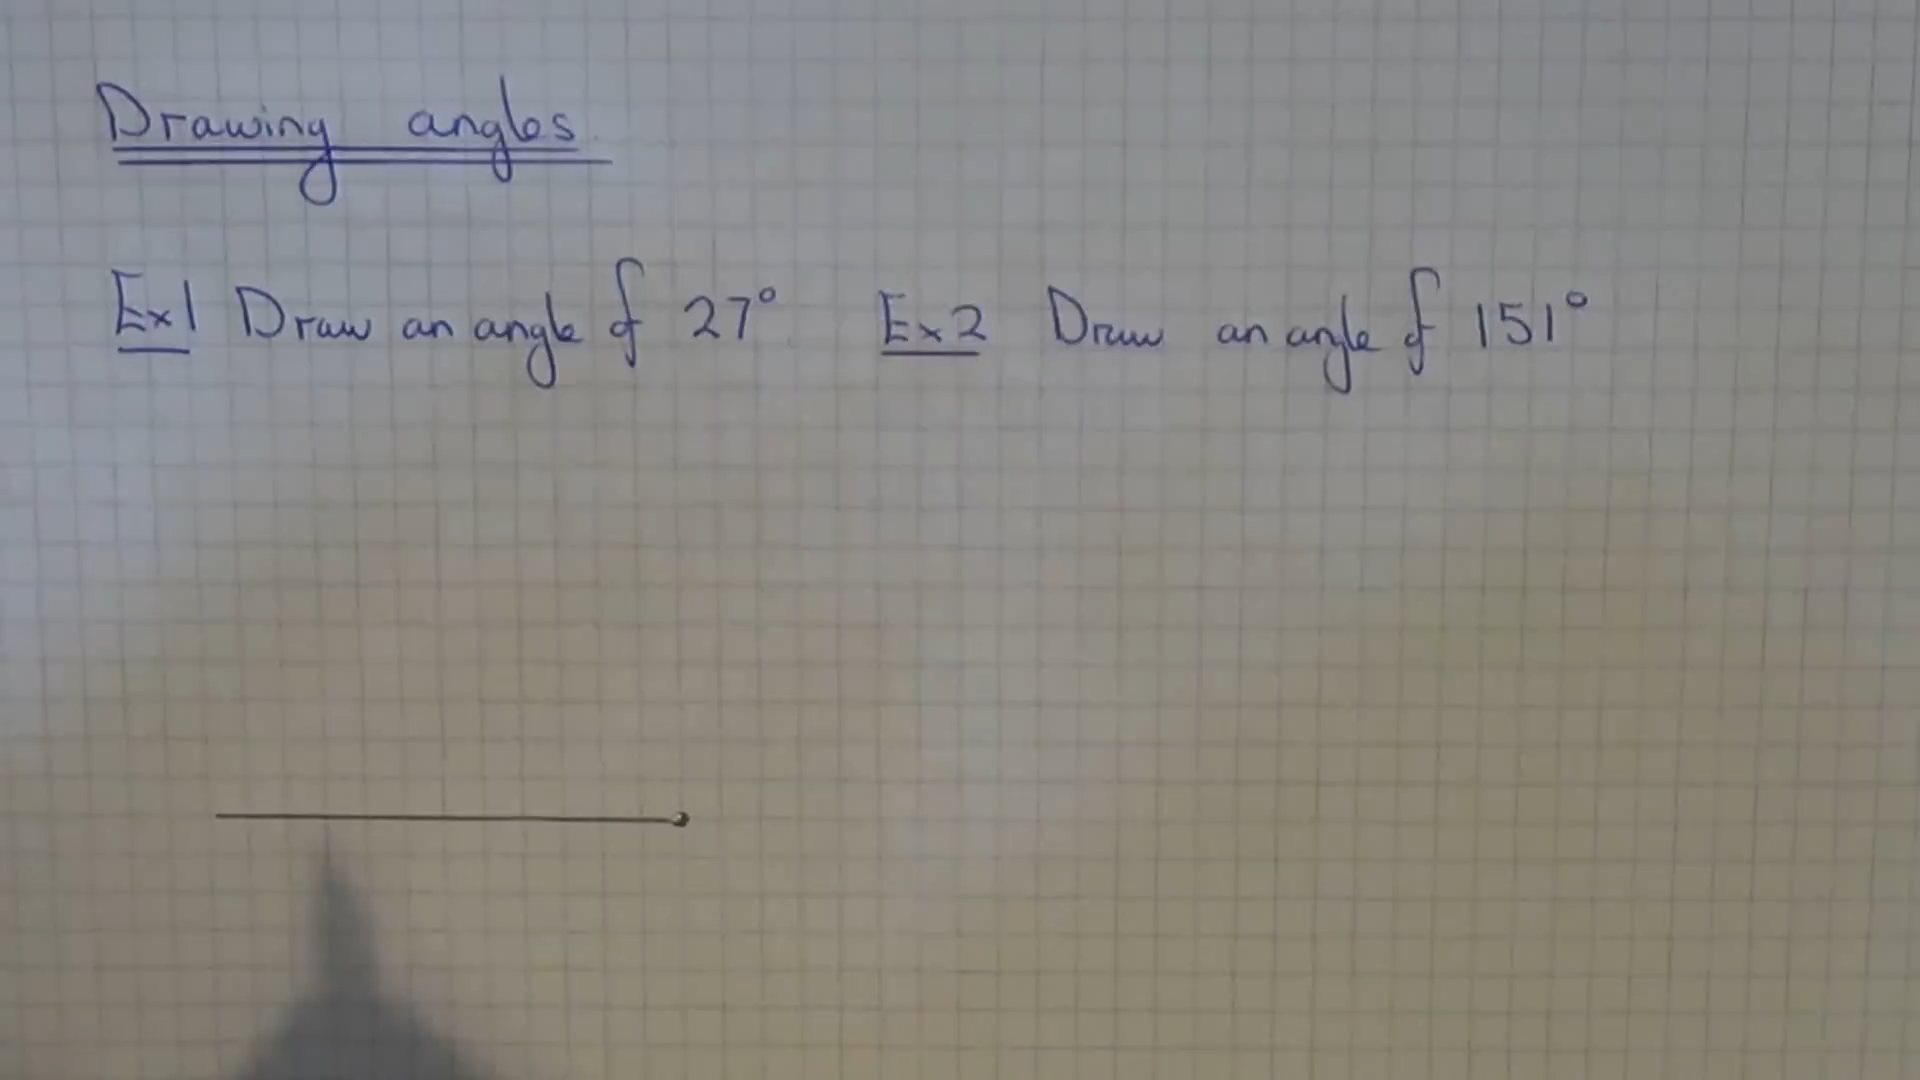 Drawing angles
Ex1 Draw an angle of 27° Ex2 Draw an angle of 151°